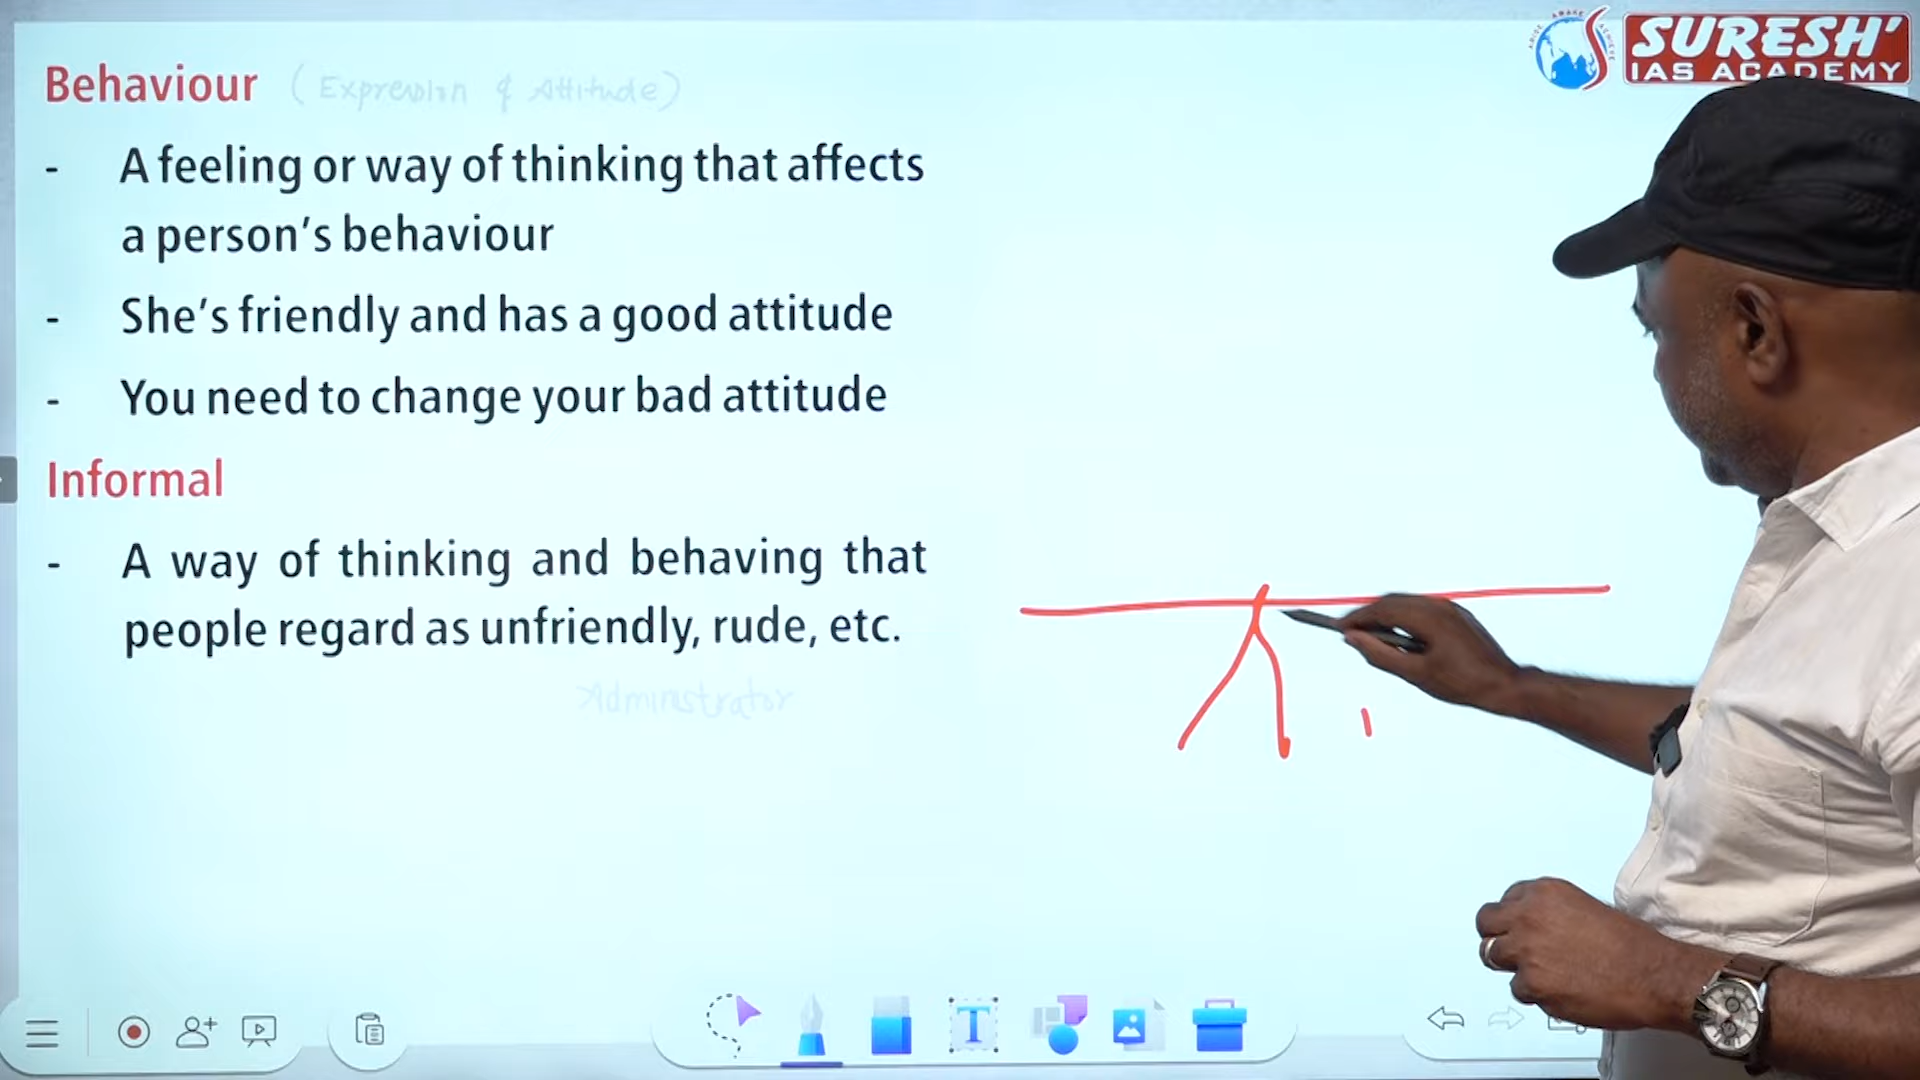 SURESH'
IAS ACADEMY
Behaviour (Expression & Attitude)
- A feeling or way of thinking that affects
a person's behaviour
- She's friendly and has a good attitude
- You need to change your bad attitude
Informal
- A way of thinking and behaving that
people regard as unfriendly, rude, etc.
Adminstrator